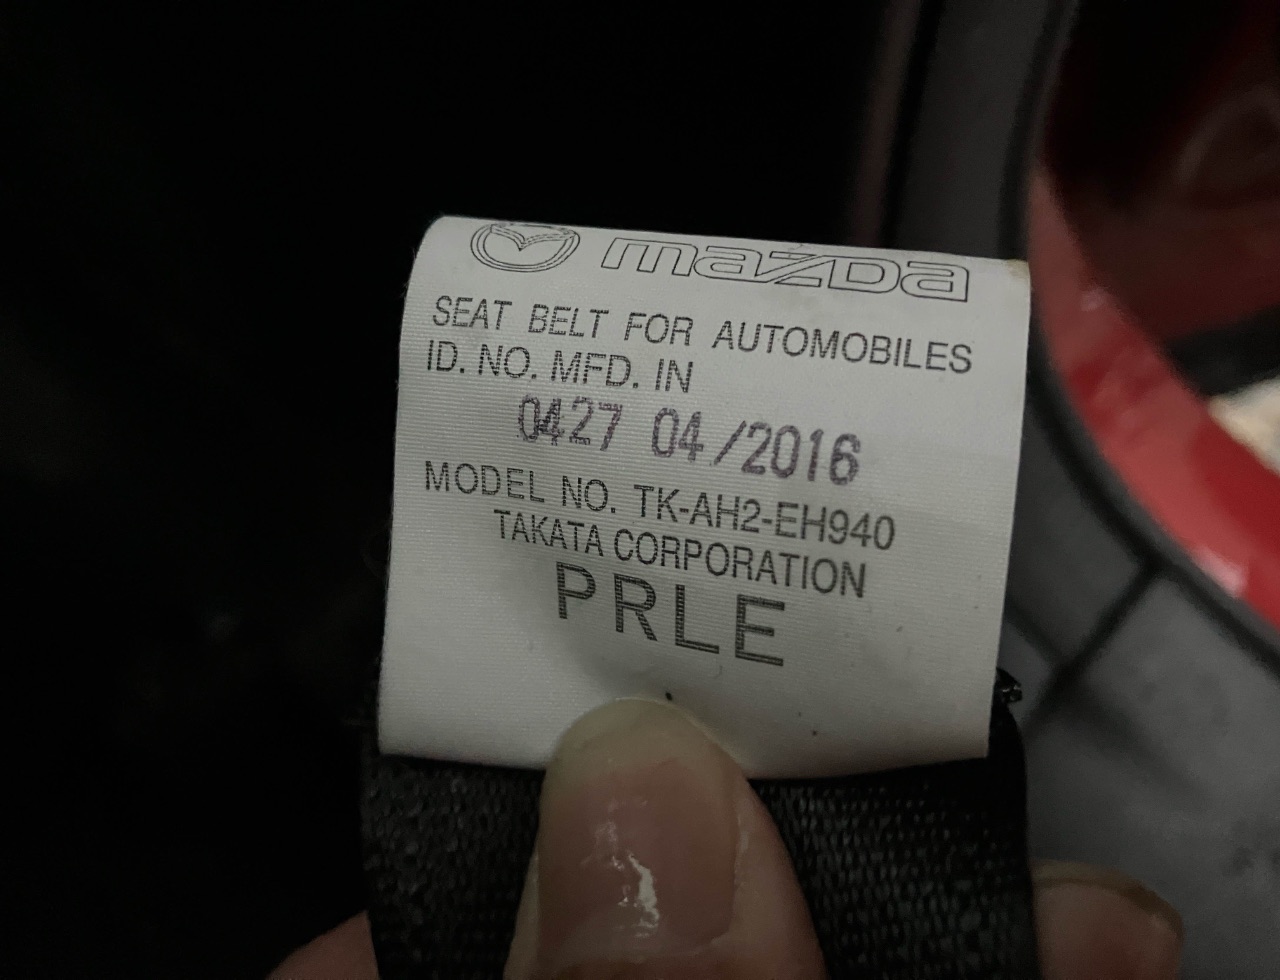 mazda
SEAT BELT FOR AUTOMOBILES
ID. NO. MFD. IN
0427 04/2016
MODEL NO. TK-AH2-EH940
TAKATA CORPORATION
PRLE